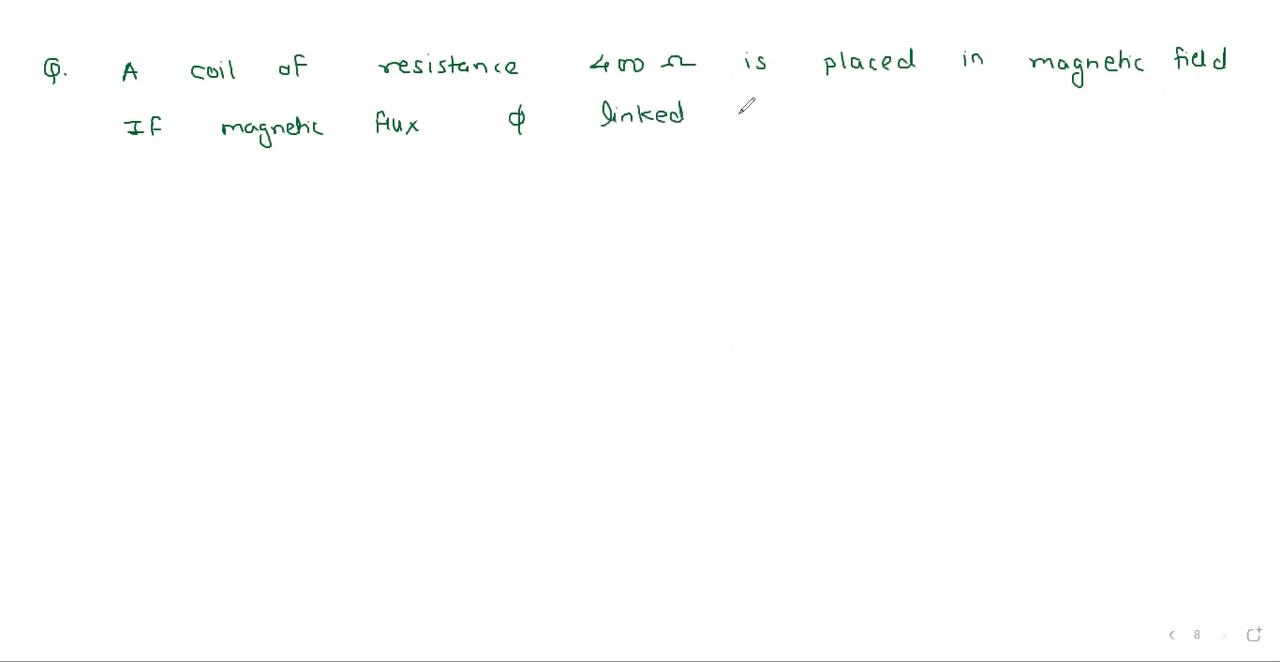 Q. A coil of resistance 400 Ω is placed in magnetic field
If magnetic flux ϕ linked
8